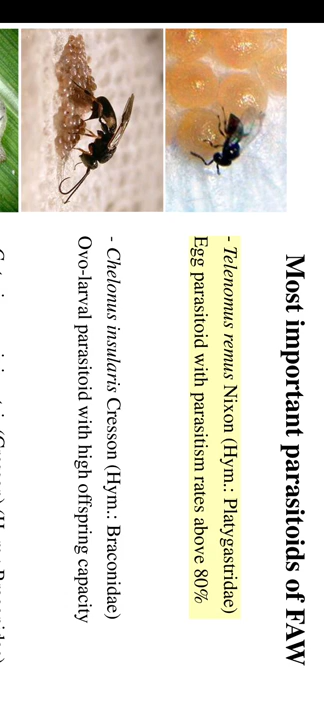 Most important parasitoids of FAW
- Telenomus remus Nixon (Hym.: Platygastridae)
Egg parasitoid with parasitism rates above 80%
- Chelonus insularis Cresson (Hym.: Braconidae)
Ovo-larval parasitoid with high offspring capacity